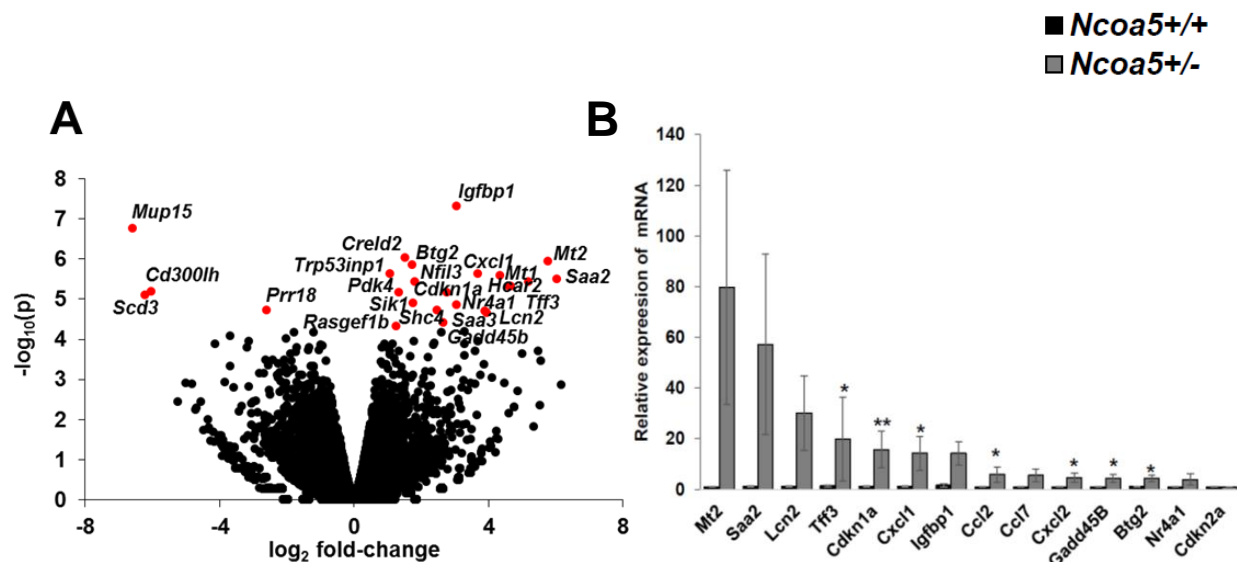 Ncoa5+/+
Ncoa5+/-
A
B
-log10(p)
8
7
6
5
4
3
2
1
0
-8
-4
0
4
8
log2 fold-change
Mup15
Cd300lh
Scd3
Prr18
Igfbp1
Creld2
Btg2
Cxcl1
Mt2
Trp53inp1
Nfil3
Mt1
Saa2
Pdk4
Cdkn1a
Hcar2
Sik1
Nr4a1
Tff3
Rasgef1b
Shc4
Saa3
Lcn2
Gadd45b
Relative expreesion of mRNA
140
120
100
80
60
40
20
0
*
**
*
*
*
*
*
Mt2
Saa2
Lcn2
Tff3
Cdkn1a
Cxcl1
Igfbp1
Ccl2
Ccl7
Cxcl2
Gadd45B
Btg2
Nr4a1
Cdkn2a